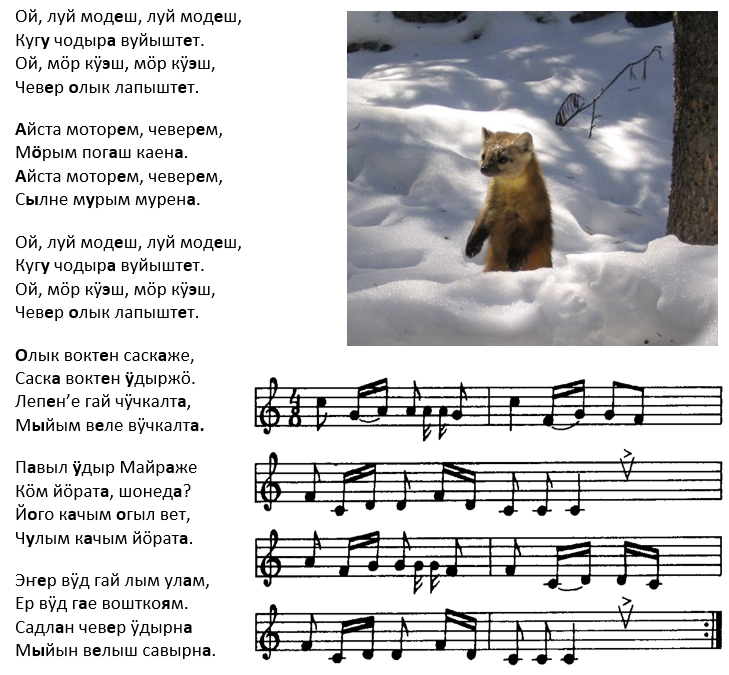 Ой, луй модеш, луй модеш,
Кугу чодыра вуйыштет.
Ой, мӧр кӱэш, мӧр кӱэш,
Чевер олык лапыштет.
Айста моторем, чеверем,
Мӧрым погаш каена.
Айста моторем, чеверем,
Сылне мурым мурена.
Ой, луй модеш, луй модеш,
Кугу чодыра вуйыштет.
Ой, мӧр кӱэш, мӧр кӱэш,
Чевер олык лапыштет.
Олык воктен саскаже,
Саска воктен ӱдыржӧ.
Лепен’е гай чӱчкалта,
Мыйым веле вӱчкалта.
Павыл ӱдыр Майраже
Кӧм йӧрата, шонеда?
Його качым огыл вет,
Чулым качым йӧрата.
Эҥер вӱд гай лым улам,
Ер вӱд гае вошткоям.
Садлан чевер ӱдырна
Мыйын велыш савырна.
4
8